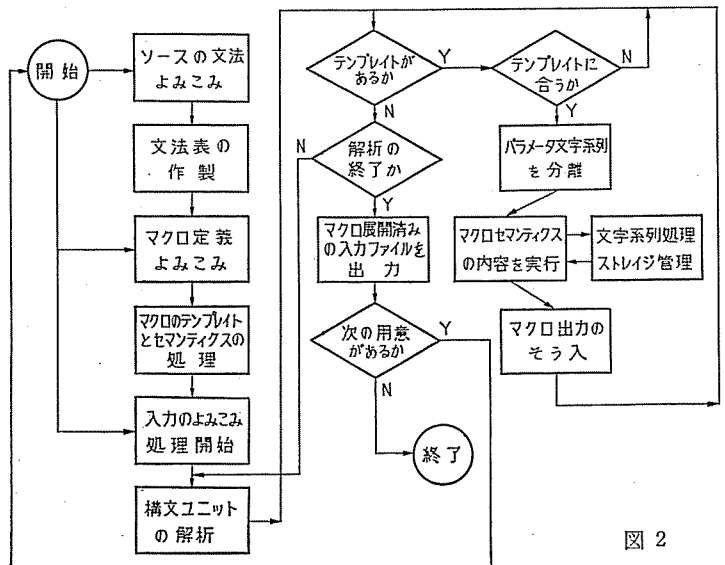 開始
ソースの文法
よみこみ
文法表の
作製
マクロ定義
よみこみ
マクロのテンプレイト
とセマンティクスの
処理
入力のよみこみ
処理開始
構文ユニット
の解析
テンプレイトが
あるか
Y
N
解析の
終了か
N
Y
マクロ展開済み
の入力ファイルを
出力
次の用意
があるか
Y
N
終了
テンプレイトに
合うか
N
Y
パラメータ文字系列
を分離
マクロセマンティクス
の内容を実行
文字系列処理
ストレイジ管理
マクロ出力の
そう入
図2